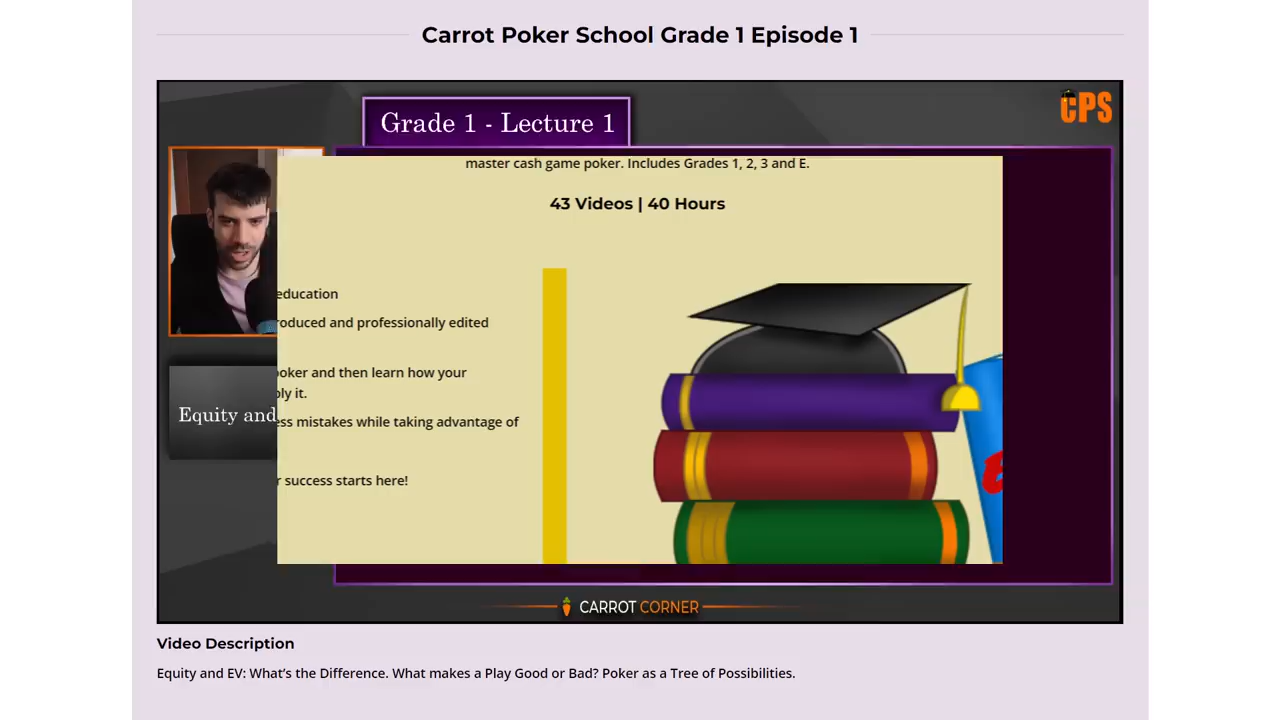 Carrot Poker School Grade 1 Episode 1
CPS
Grade 1 - Lecture 1
master cash game poker. Includes Grades 1, 2, 3 and E.
43 Videos | 40 Hours
education
roduced and professionally edited
oker and then learn how your
ly it.
Equity and
ess mistakes while taking advantage of
r success starts here!
CARROT CORNER
Video Description
Equity and EV: What’s the Difference. What makes a Play Good or Bad? Poker as a Tree of Possibilities.